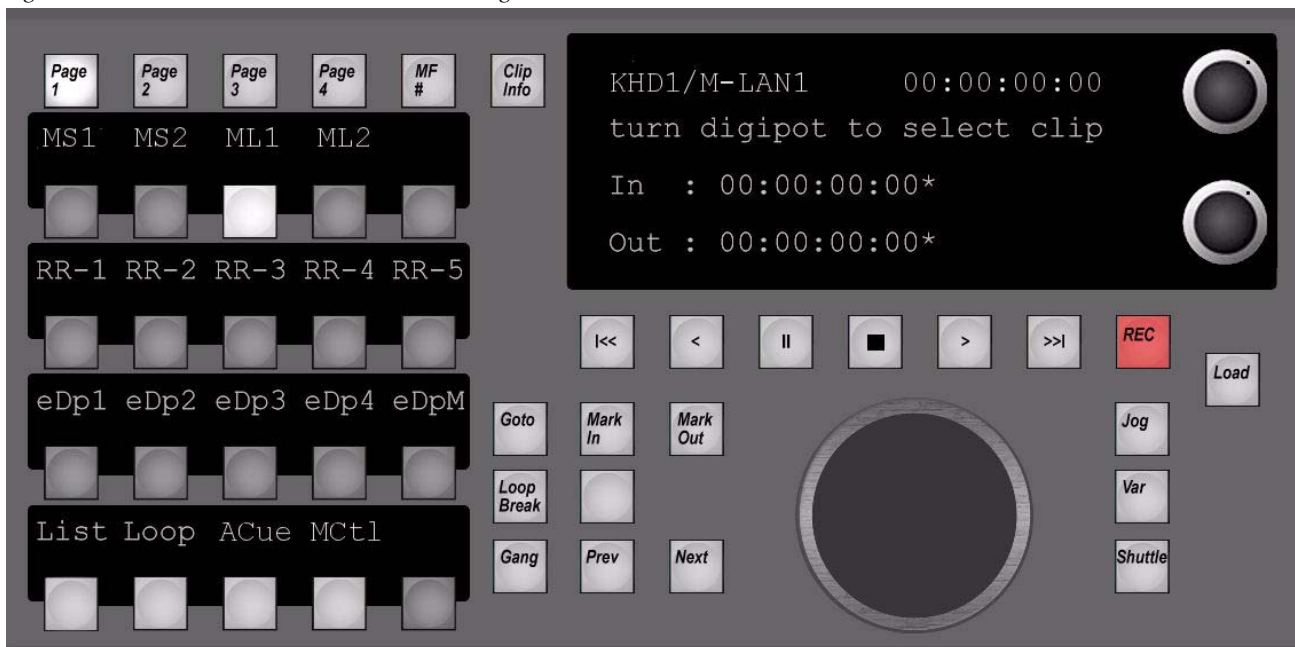 Page 1 Page 2 Page 3 Page 4 MF # Clip Info
MS1 MS2 ML1 ML2
RR-1 RR-2 RR-3 RR-4 RR-5
eDp1 eDp2 eDp3 eDp4 eDpM
List Loop ACue MCtl
KHD1/M-LAN1 00:00:00:00
turn digipot to select clip
In : 00:00:00:00*
Out : 00:00:00:00*
I<< < II ■ > >>I REC
Load
Goto Mark In Mark Out Jog
Loop Break Var
Gang Prev Next Shuttle